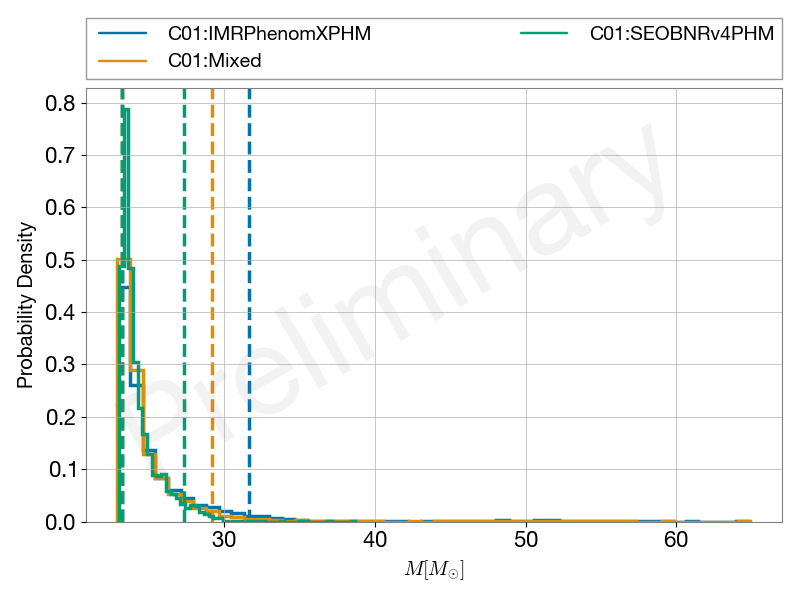 C01:IMRPhenomXPHM C01:SEOBNRv4PHM
C01:Mixed
Preliminary
Probability Density
0.8
0.7
0.6
0.5
0.4
0.3
0.2
0.1
0.0
30 40 50 60
M[M☉]